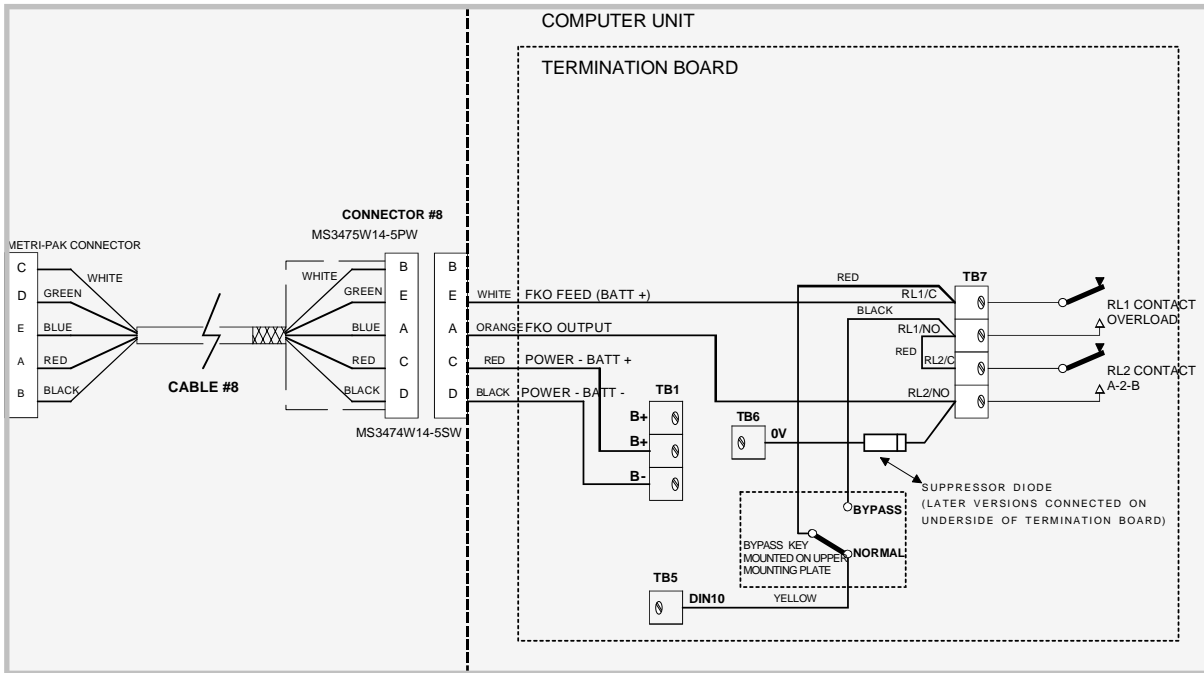 COMPUTER UNIT
TERMINATION BOARD
CONNECTOR #8
MS3475W14-5PW
METRI-PAK CONNECTOR
C
D
E
A
B
WHITE
GREEN
BLUE
RED
BLACK
CABLE #8
WHITE
GREEN
BLUE
RED
BLACK
B
E
A
C
D
B
E
A
C
D
MS3474W14-5SW
WHITE FKO FEED (BATT +)
ORANGE FKO OUTPUT
RED POWER - BATT +
BLACK POWER - BATT -
TB1
B+
B+
B-
TB6
0V
RED
BLACK
RED
TB7
RL1/C
RL1/NO
RL2/C
RL2/NO
RL1 CONTACT
OVERLOAD
RL2 CONTACT
A-2-B
SUPPRESSOR DIODE
(LATER VERSIONS CONNECTED ON
UNDERSIDE OF TERMINATION BOARD)
BYPASS
NORMAL
BYPASS KEY
MOUNTED ON UPPER
MOUNTING PLATE
TB5
DIN10
YELLOW